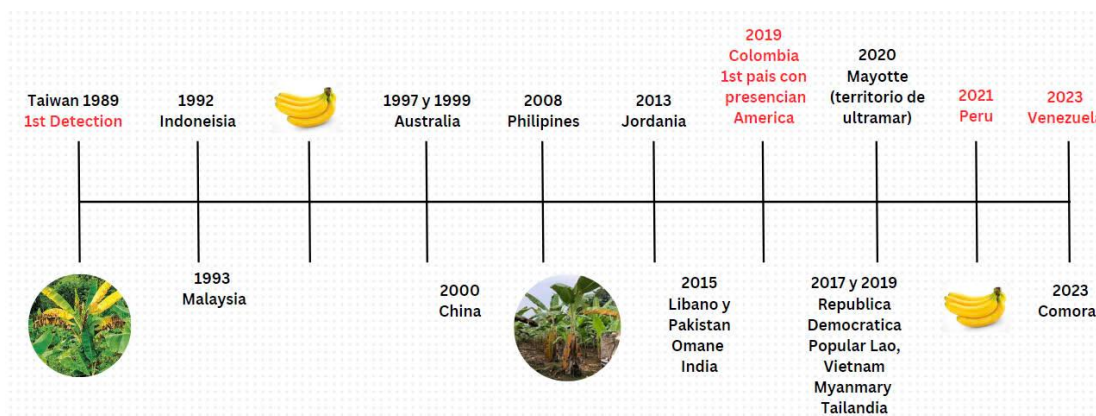 Taiwan 1989
1st Detection
1992
Indoneisia
1997 y 1999
Australia
2008
Philipines
2013
Jordania
2019
Colombia
1st pais con
presencian
America
2020
Mayotte
(territorio de
ultramar)
2021
Peru
2023
Venezuela
1993
Malaysia
2000
China
2015
Libano y
Pakistan
Omane
India
2017 y 2019
Republica
Democratica
Popular Lao,
Vietnam
Myanmary
Tailandia
2023
Comora